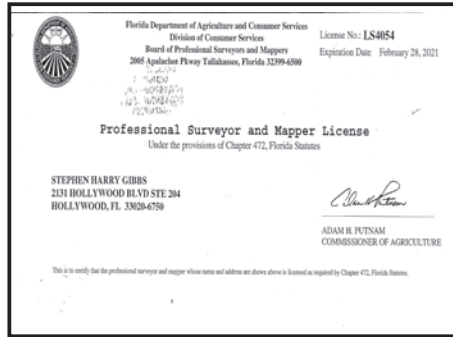 Florida Department of Agriculture and Consumer Services
Division of Consumer Services
Board of Professional Surveyors and Mappers
2005 Apalachee Pkway Tallahassee, Florida 32399-6500
License No.: LS4054
Expiration Date February 28, 2021
Professional Surveyor and Mapper License
Under the provisions of Chapter 472, Florida Statutes
STEPHEN HARRY GIBBS
2131 HOLLYWOOD BLVD STE 204
HOLLYWOOD, FL 33020-6750
ADAM H. PUTNAM
COMMISSIONER OF AGRICULTURE
This is to certify that the professional surveyor and mapper whose name and address are shown above is licensed as required by Chapter 472, Florida Statutes.